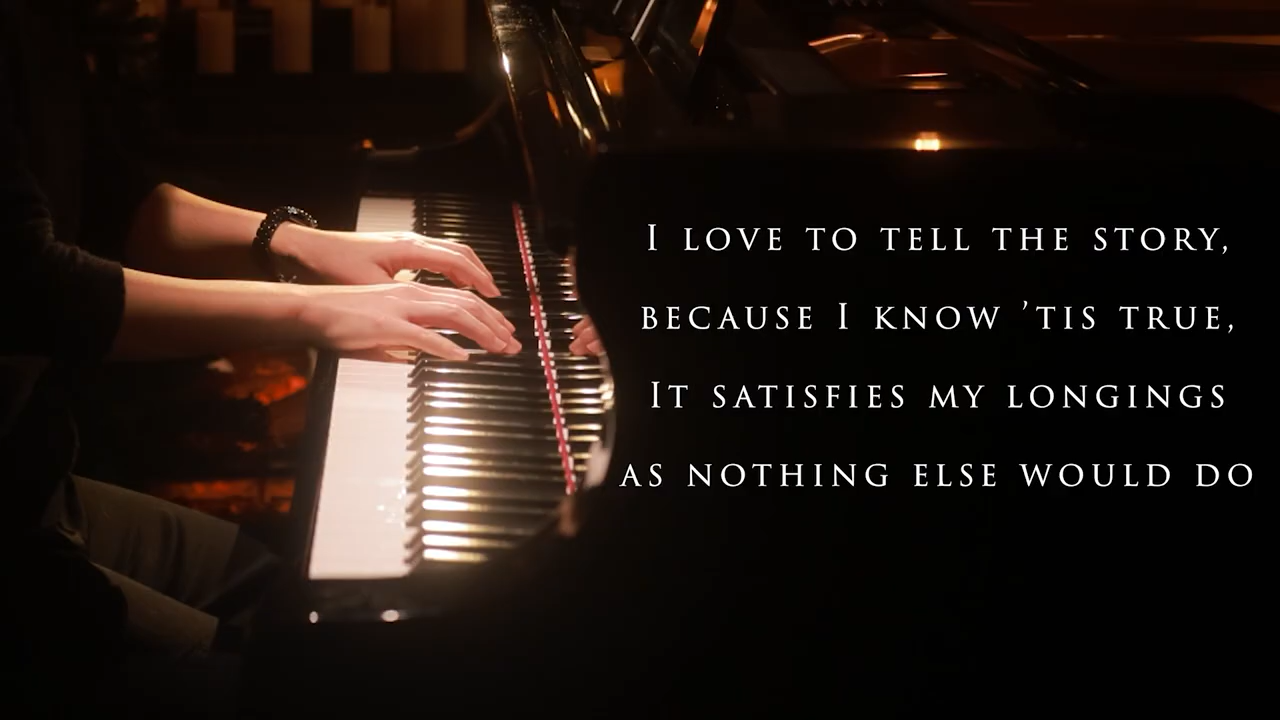 I LOVE TO TELL THE STORY,
BECAUSE I KNOW ’TIS TRUE,
IT SATISFIES MY LONGINGS
AS NOTHING ELSE WOULD DO